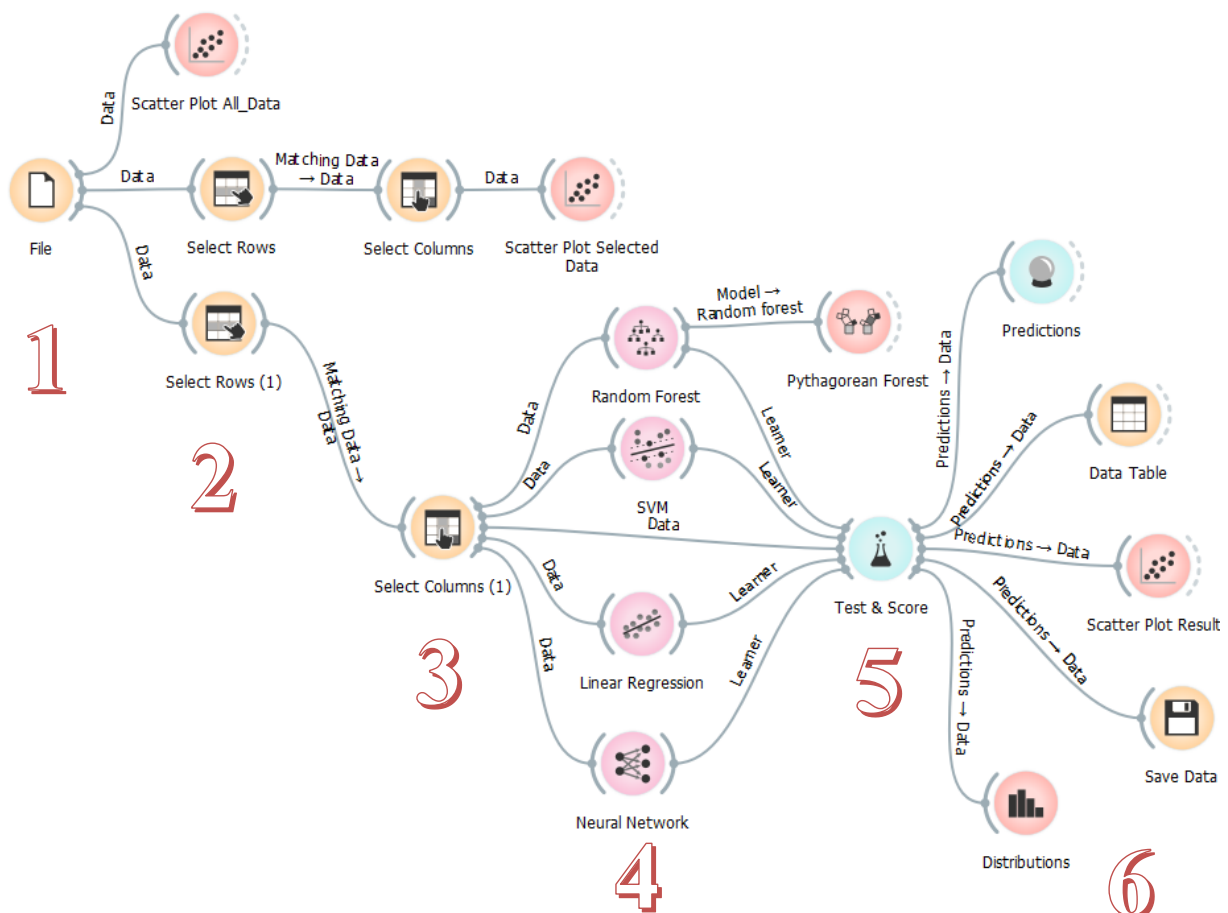 1
Data
Scatter Plot All_Data
Data
Matching Data
→ Data
Data
File
Select Rows
Select Columns
Scatter Plot Selected
Data
Data
Select Rows (1)
2
Matching Data →
Data
Select Columns (1)
3
Data
Data
Data
Data
Data
Random Forest
Model →
Random forest
Pythagorean Forest
SVM
Linear Regression
Neural Network
4
Learner
Learner
Learner
Learner
Test & Score
5
Predictions → Data
Predictions
Predictions → Data
Data Table
Predictions → Data
Scatter Plot Result
Predictions → Data
Save Data
Predictions → Data
Distributions
6